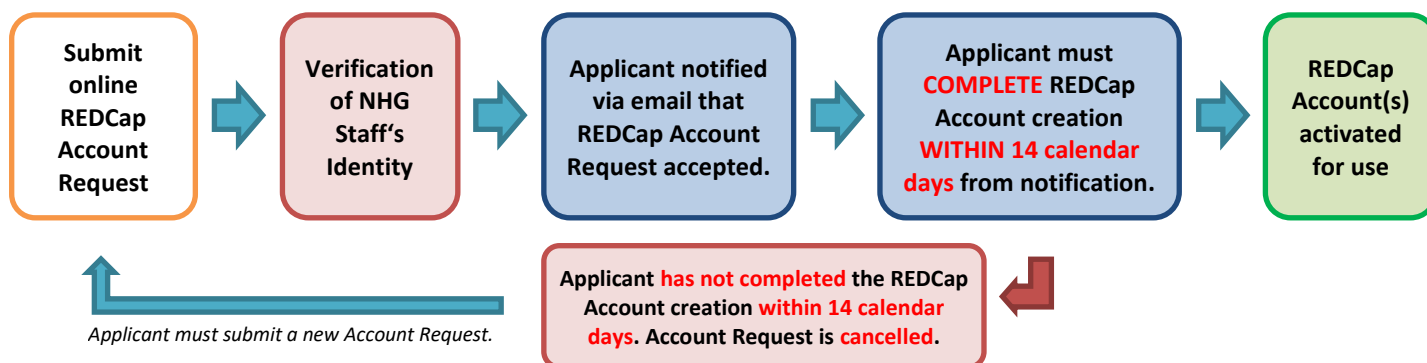 Submit
online
REDCap
Account
Request
Verification
of NHG
Staff‘s
Identity
Applicant notified
via email that
REDCap Account
Request accepted.
Applicant must
COMPLETE REDCap
Account creation
WITHIN 14 calendar
days from notification.
REDCap
Account(s)
activated
for use
Applicant has not completed the REDCap
Account creation within 14 calendar
days. Account Request is cancelled.
Applicant must submit a new Account Request.